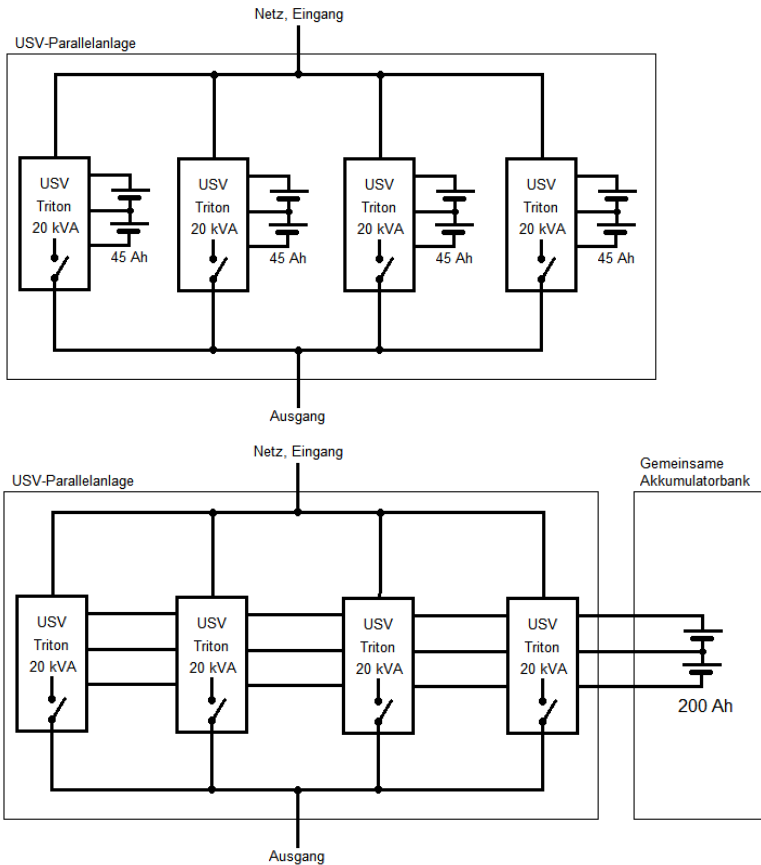 Netz, Eingang
USV-Parallelanlage
USV
Triton
20 kVA
45 Ah
USV
Triton
20 kVA
45 Ah
USV
Triton
20 kVA
45 Ah
USV
Triton
20 kVA
45 Ah
Ausgang
Netz, Eingang
USV-Parallelanlage
Gemeinsame
Akkumulatorbank
USV
Triton
20 kVA
USV
Triton
20 kVA
USV
Triton
20 kVA
USV
Triton
20 kVA
200 Ah
Ausgang